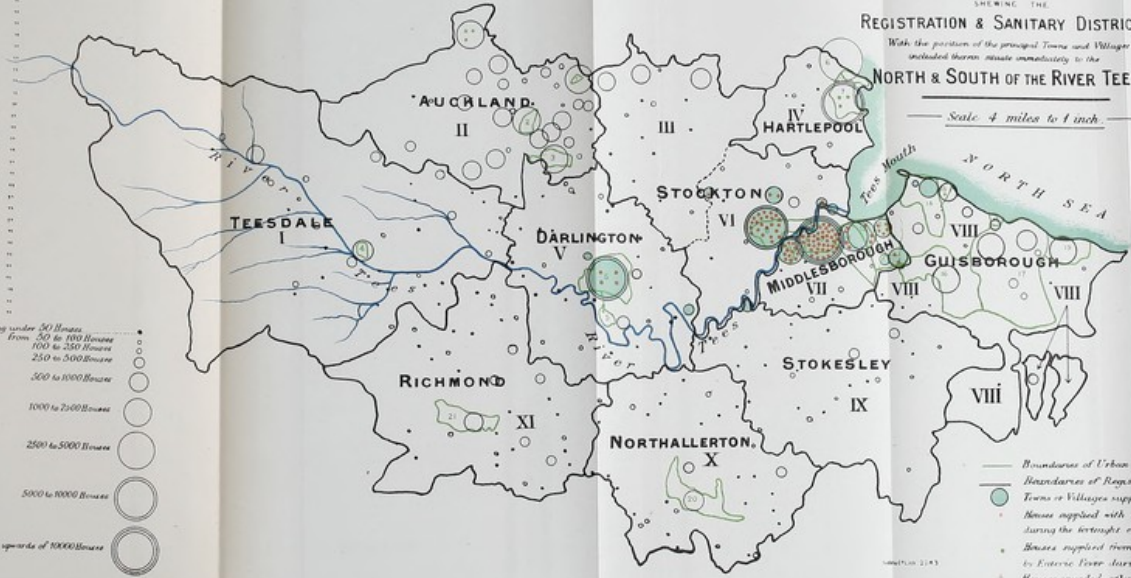 SHEWING THE
REGISTRATION & SANITARY DISTRIC
With the position of the principal Towns and Villages
included therein situate immediately to the
NORTH & SOUTH OF THE RIVER TEE
Scale 4 miles to 1 inch.
AUCKLAND
II
III
IV
HARTLEPOOL
Tees Mouth
NORTH SEA
River
TEESDALE
I
Tees
DARLINGTON
V
STOCKTON
VI
MIDDLESBOROUGH
VII
VIII
GUISBOROUGH
VIII
VIII
VIII
River
Tees
RICHMOND
XI
21
STOKESLEY
IX
NORTHALLERTON
X
20
under 50 Houses
from 50 to 100 Houses
100 to 250 Houses
250 to 500 Houses
500 to 1000 Houses
1000 to 2500 Houses
2500 to 5000 Houses
5000 to 10000 Houses
upwards of 10000 Houses
Boundaries of Urban
Boundaries of Regis
Towns or Villages supp
Houses supplied with
during the fortnight
Houses supplied from
by Enteric Fever dur